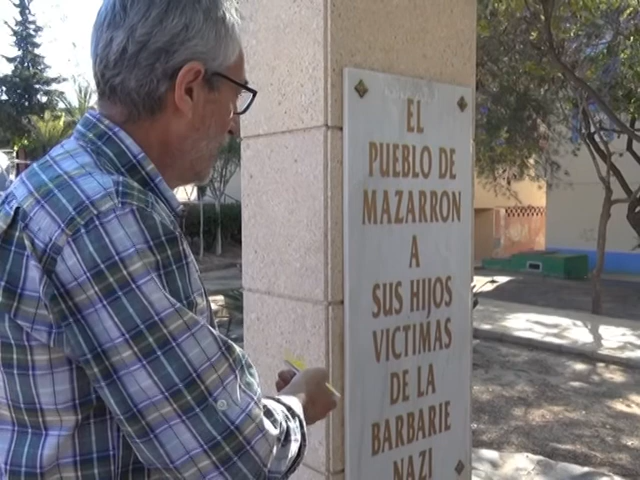 EL
PUEBLO DE
MAZARRON
A
SUS HIJOS
VICTIMAS
DE LA
BARBARIE
NAZI